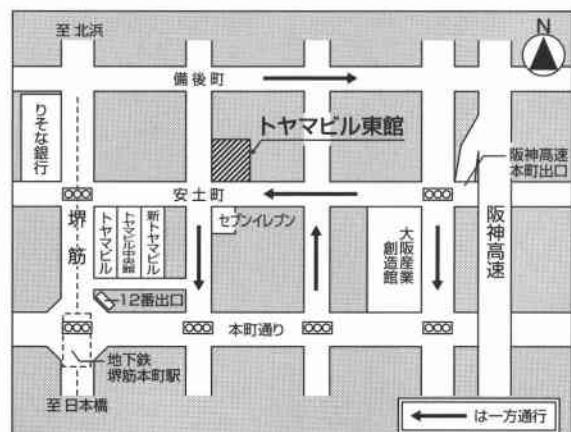 至 北浜
N
備後町
りそな銀行
トヤマビル東館
阪神高速
本町出口
安土町
堺筋
トヤマビル
トヤマビル中央館
新トヤマビル
セブンイレブン
大阪産業
創造館
阪神高速
12番出口
本町通り
地下鉄
堺筋本町駅
至 日本橋
は一方通行